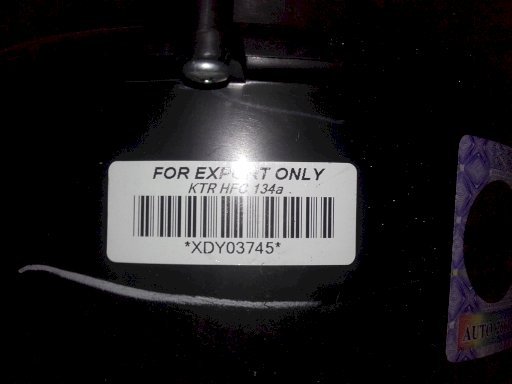 FOR EXPORT ONLY
KTR HFC 134a
*XDY03745*